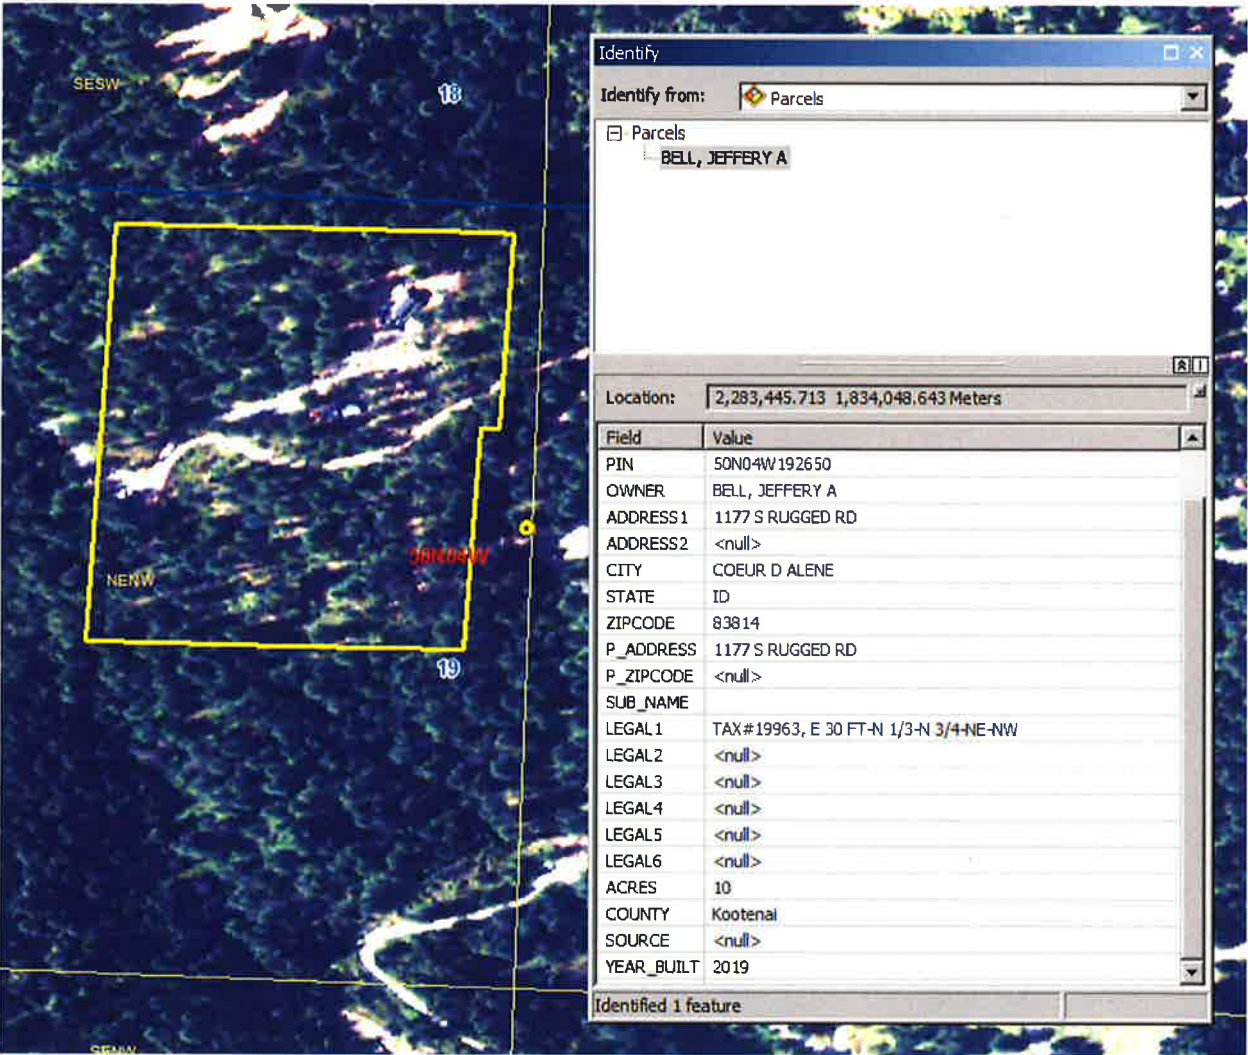 SESW
18
50N04W
NENW
19
SENW
Identify
Identify from: Parcels
Parcels
BELL, JEFFERY A
Location: 2,283,445.713 1,834,048.643 Meters
Field Value
PIN 50N04W192650
OWNER BELL, JEFFERY A
ADDRESS1 1177 S RUGGED RD
ADDRESS2 <null>
CITY COEUR D ALENE
STATE ID
ZIPCODE 83814
P_ADDRESS 1177 S RUGGED RD
P_ZIPCODE <null>
SUB_NAME
LEGAL1 TAX#19963, E 30 FT-N 1/3-N 3/4-NE-NW
LEGAL2 <null>
LEGAL3 <null>
LEGAL4 <null>
LEGAL5 <null>
LEGAL6 <null>
ACRES 10
COUNTY Kootenai
SOURCE <null>
YEAR_BUILT 2019
Identified 1 feature